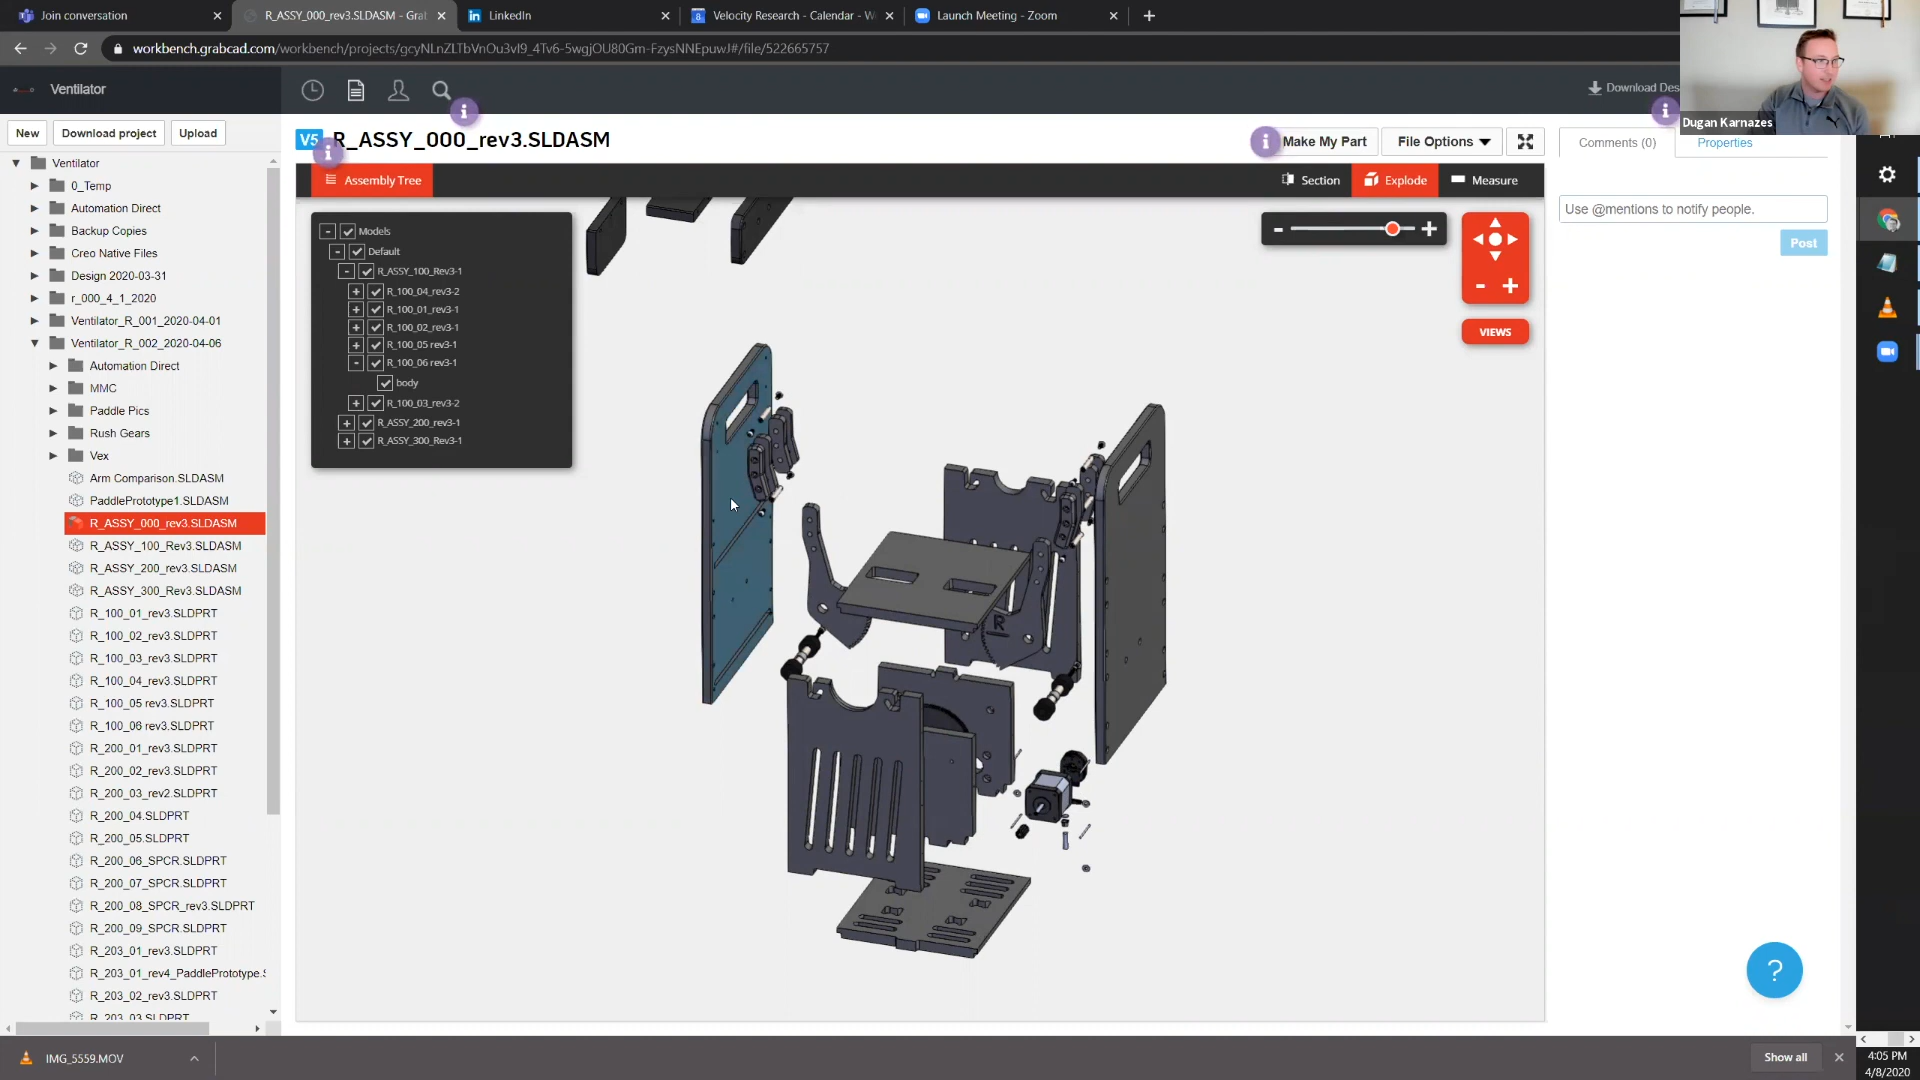 Join conversation
R_ASSY_000_rev3.SLDASM - Gra
LinkedIn
Velocity Research - Calendar - W
Launch Meeting - Zoom
workbench.grabcad.com/workbench/projects/gcyNLnZLTbVnOu3vI9_4Tv6-5wgjOU80Gm-FzysNNEpuwJ#/file/522665757
Ventilator
Download Des
Dugan Karnazes
New
Download project
Upload
V5
R_ASSY_000_rev3.SLDASM
Make My Part
File Options
Comments (0)
Properties
Assembly Tree
Section
Explode
Measure
Use @mentions to notify people.
Post
VIEWS
Models
Default
R_ASSY_100_Rev3-1
R_100_04_rev3-2
R_100_01_rev3-1
R_100_02_rev3-1
R_100_05 rev3-1
R_100_06 rev3-1
body
R_100_03_rev3-2
R_ASSY_200_rev3-1
R_ASSY_300_Rev3-1
Ventilator
0_Temp
Automation Direct
Backup Copies
Creo Native Files
Design 2020-03-31
r_000_4_1_2020
Ventilator_R_001_2020-04-01
Ventilator_R_002_2020-04-06
Automation Direct
MMC
Paddle Pics
Rush Gears
Vex
Arm Comparison.SLDASM
PaddlePrototype1.SLDASM
R_ASSY_000_rev3.SLDASM
R_ASSY_100_Rev3.SLDASM
R_ASSY_200_rev3.SLDASM
R_ASSY_300_Rev3.SLDASM
R_100_01_rev3.SLDPRT
R_100_02_rev3.SLDPRT
R_100_03_rev3.SLDPRT
R_100_04_rev3.SLDPRT
R_100_05 rev3.SLDPRT
R_100_06 rev3.SLDPRT
R_200_01_rev3.SLDPRT
R_200_02_rev3.SLDPRT
R_200_03_rev2.SLDPRT
R_200_04.SLDPRT
R_200_05.SLDPRT
R_200_06_SPCR.SLDPRT
R_200_07_SPCR.SLDPRT
R_200_08_SPCR_rev3.SLDPRT
R_200_09_SPCR.SLDPRT
R_203_01_rev3.SLDPRT
R_203_01_rev4_PaddlePrototype.S
R_203_02_rev3.SLDPRT
R_203_03.SLDPRT
R
?
IMG_5559.MOV
Show all
4:05 PM
4/8/2020